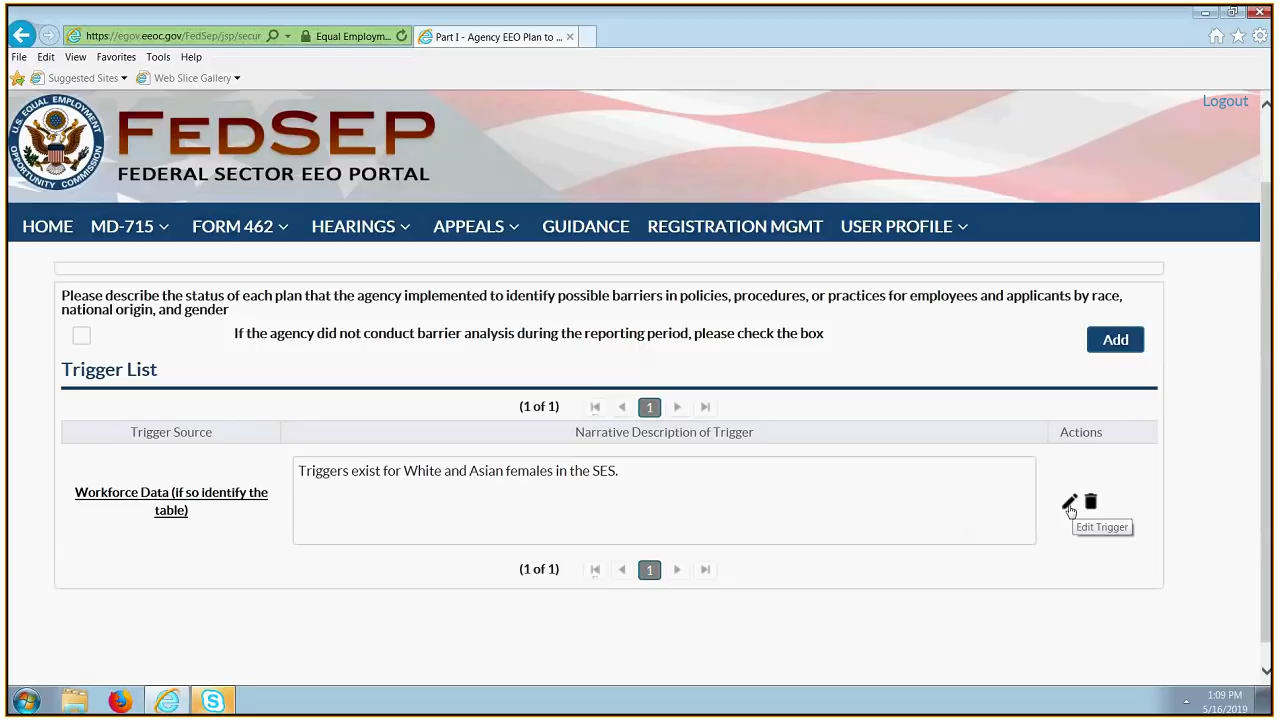 https://egov.eeoc.gov/FedSep/jsp/secur
Equal Employm...
Part I - Agency EEO Plan to ...
File Edit View Favorites Tools Help
Suggested Sites
Web Slice Gallery
Logout
U.S. EQUAL EMPLOYMENT OPPORTUNITY COMMISSION
FEDSEP
FEDERAL SECTOR EEO PORTAL
HOME MD-715 FORM 462 HEARINGS APPEALS GUIDANCE REGISTRATION MGMT USER PROFILE
Please describe the status of each plan that the agency implemented to identify possible barriers in policies, procedures, or practices for employees and applicants by race,
national origin, and gender
If the agency did not conduct barrier analysis during the reporting period, please check the box
Add
Trigger List
(1 of 1) 1
Trigger Source Narrative Description of Trigger Actions
Triggers exist for White and Asian females in the SES.
Workforce Data (if so identify the
table)
Edit Trigger
(1 of 1) 1
1:09 PM
5/16/2019